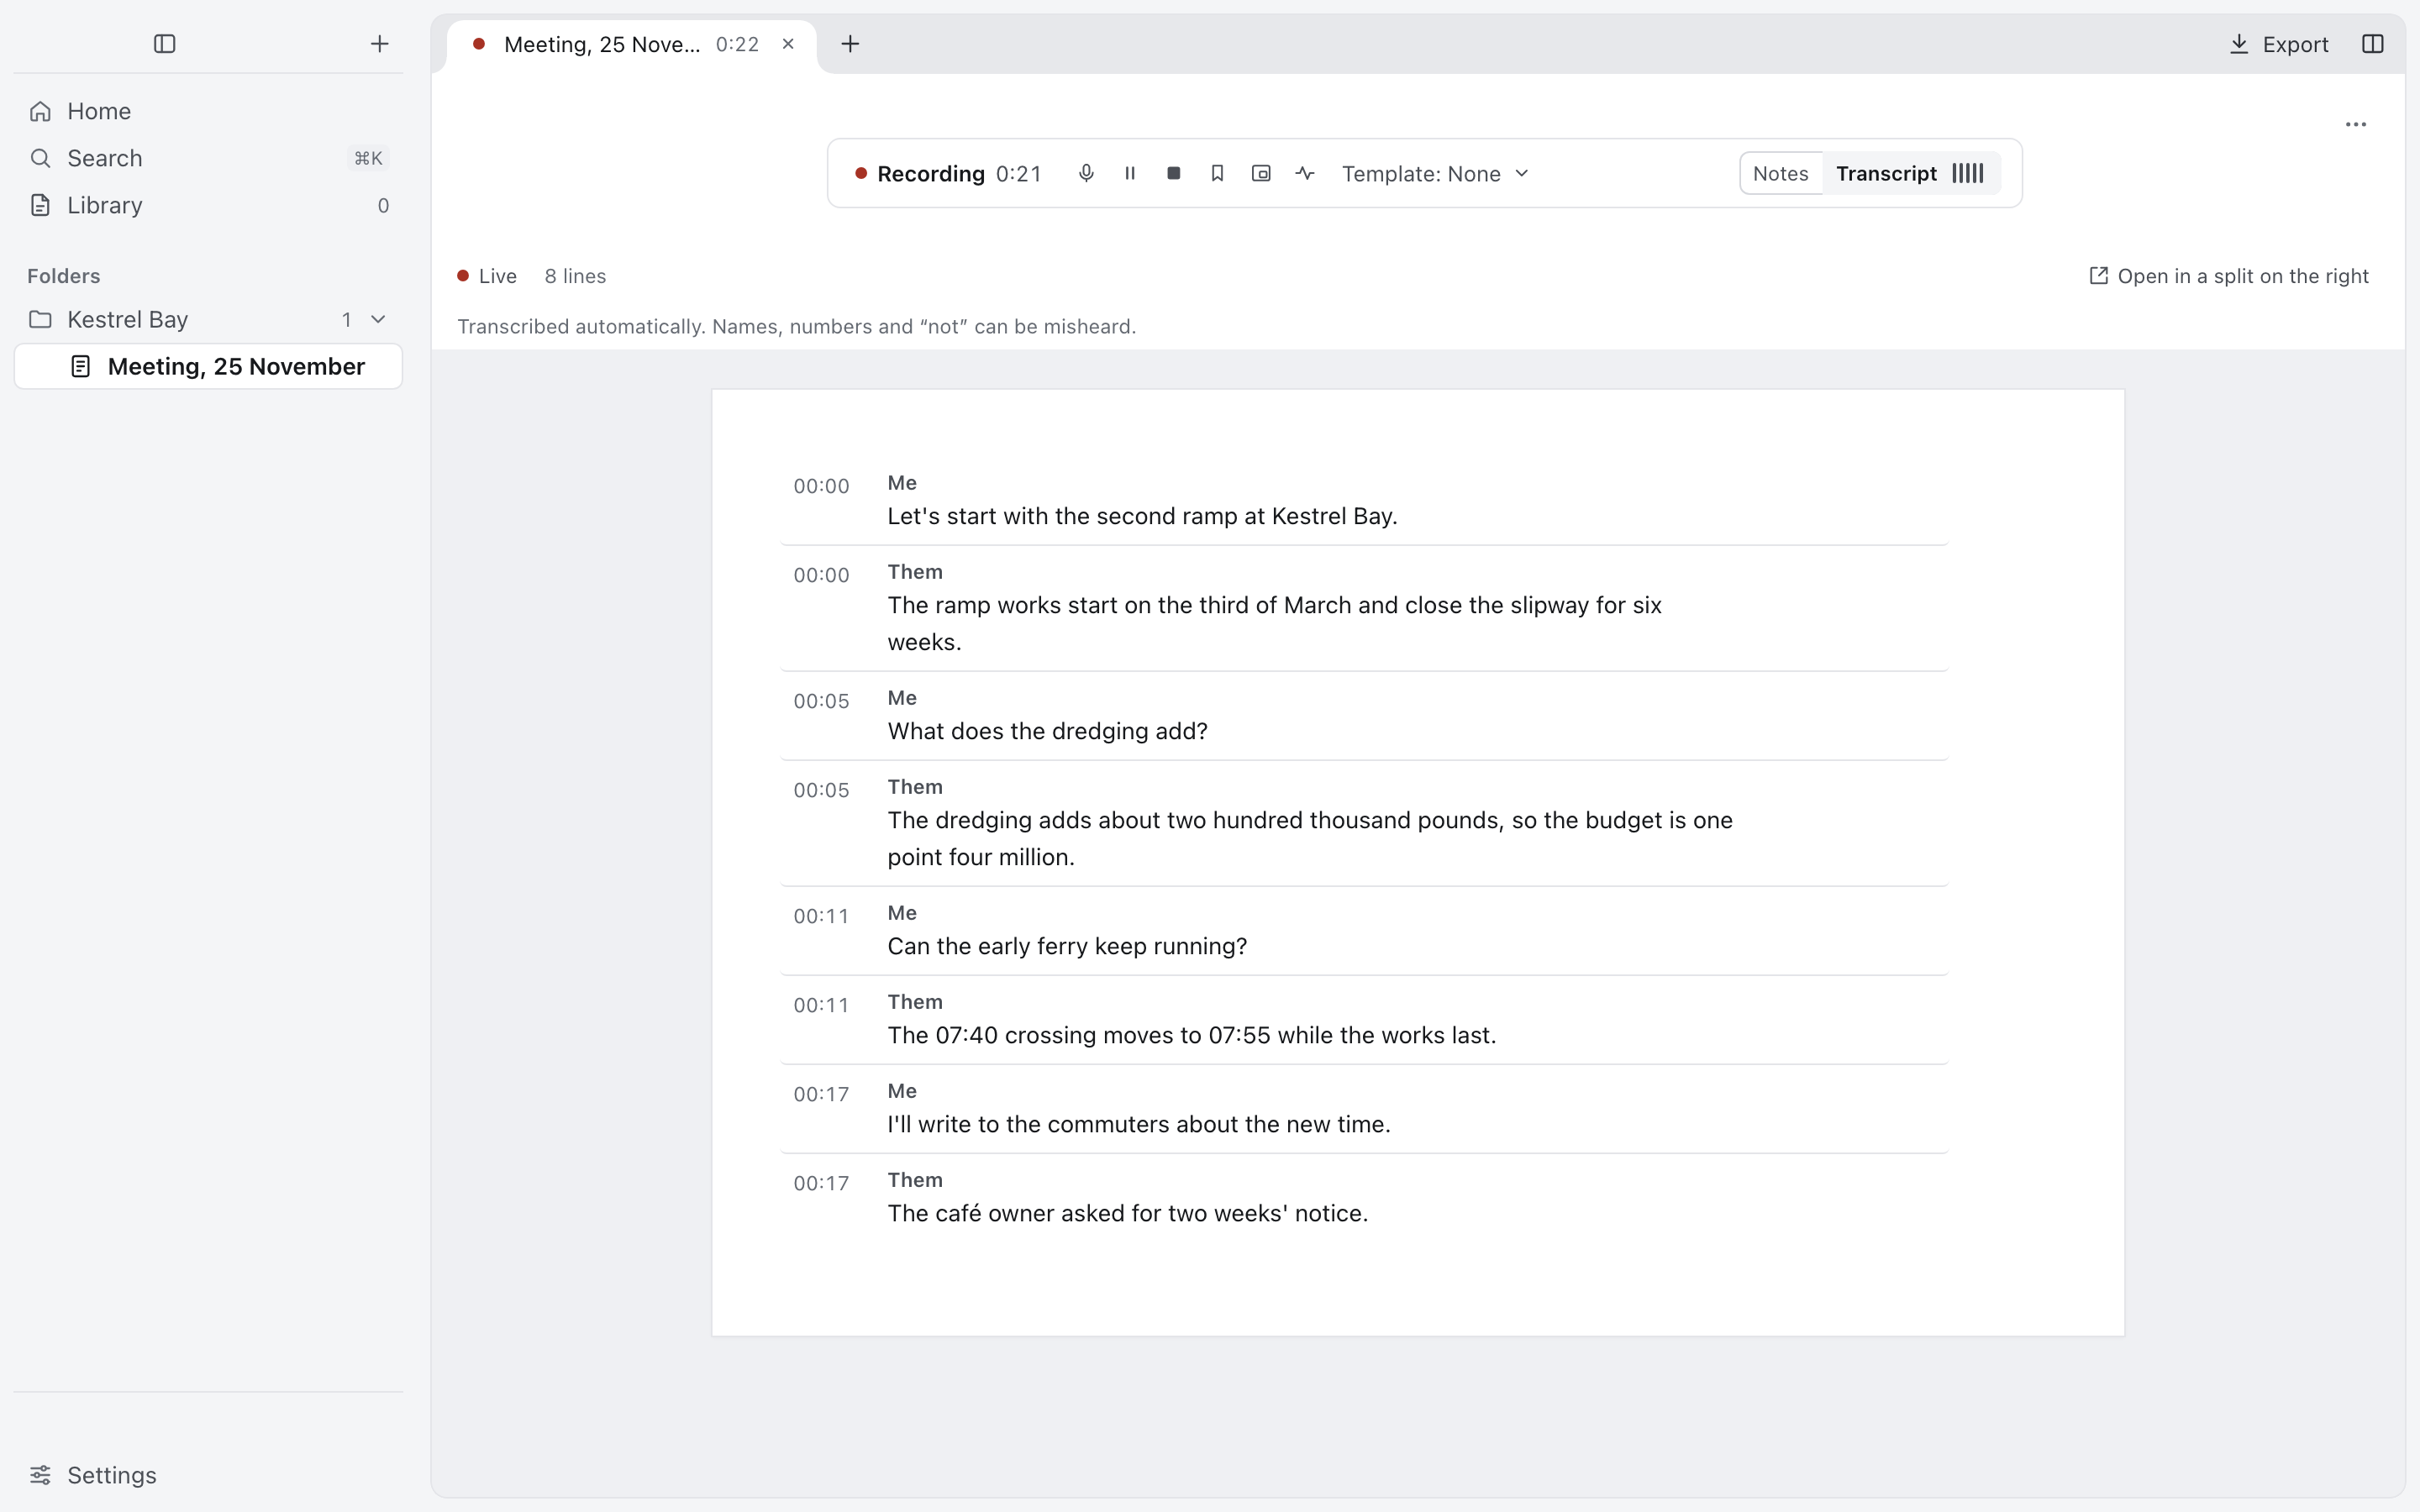 Home
Search ⌘K
Library 0
Folders
Kestrel Bay 1
Meeting, 25 November
Settings
Meeting, 25 Nove... 0:22
Export
Recording 0:21
Template: None
Notes
Transcript
Live 8 lines
Open in a split on the right
Transcribed automatically. Names, numbers and “not” can be misheard.
00:00 Me
Let's start with the second ramp at Kestrel Bay.
00:00 Them
The ramp works start on the third of March and close the slipway for six
weeks.
00:05 Me
What does the dredging add?
00:05 Them
The dredging adds about two hundred thousand pounds, so the budget is one
point four million.
00:11 Me
Can the early ferry keep running?
00:11 Them
The 07:40 crossing moves to 07:55 while the works last.
00:17 Me
I'll write to the commuters about the new time.
00:17 Them
The café owner asked for two weeks' notice.